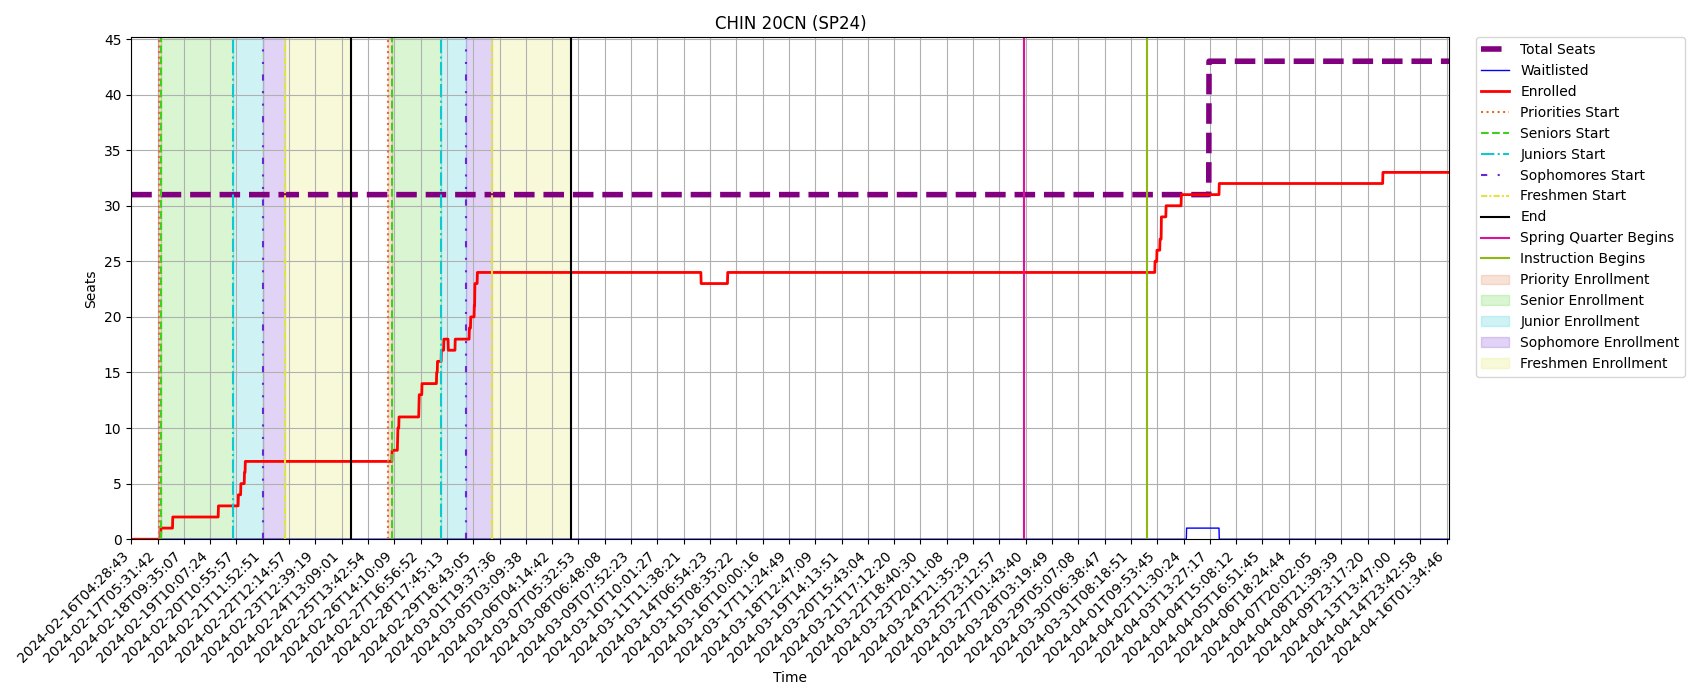 CHIN 20CN (SP24)
Seats
45
40
35
30
25
20
15
10
5
0
2024-02-16T04:28:43
2024-02-17T05:31:42
2024-02-18T09:35:07
2024-02-19T10:07:24
2024-02-20T10:55:57
2024-02-21T11:52:51
2024-02-22T12:14:57
2024-02-23T12:39:19
2024-02-24T13:09:01
2024-02-25T13:42:54
2024-02-26T14:10:09
2024-02-27T16:56:52
2024-02-28T17:45:13
2024-02-29T18:43:05
2024-03-01T19:37:36
2024-03-05T03:09:38
2024-03-06T04:14:42
2024-03-07T05:32:53
2024-03-08T06:48:08
2024-03-09T07:52:23
2024-03-10T10:01:27
2024-03-11T11:38:21
2024-03-14T06:54:23
2024-03-15T08:35:22
2024-03-16T10:00:16
2024-03-17T11:24:49
2024-03-18T12:47:09
2024-03-19T14:13:51
2024-03-20T15:43:04
2024-03-21T17:12:20
2024-03-22T18:40:30
2024-03-23T20:11:08
2024-03-24T21:35:29
2024-03-25T23:12:57
2024-03-27T01:43:40
2024-03-28T03:19:49
2024-03-29T05:07:08
2024-03-30T06:38:47
2024-03-31T08:18:51
2024-04-01T09:53:45
2024-04-02T11:30:24
2024-04-03T13:27:17
2024-04-04T15:08:12
2024-04-05T16:51:45
2024-04-06T18:24:44
2024-04-07T20:02:05
2024-04-08T21:39:39
2024-04-09T23:17:20
2024-04-13T13:47:00
2024-04-14T23:42:58
2024-04-16T01:34:46
Time
Total Seats
Waitlisted
Enrolled
Priorities Start
Seniors Start
Juniors Start
Sophomores Start
Freshmen Start
End
Spring Quarter Begins
Instruction Begins
Priority Enrollment
Senior Enrollment
Junior Enrollment
Sophomore Enrollment
Freshmen Enrollment